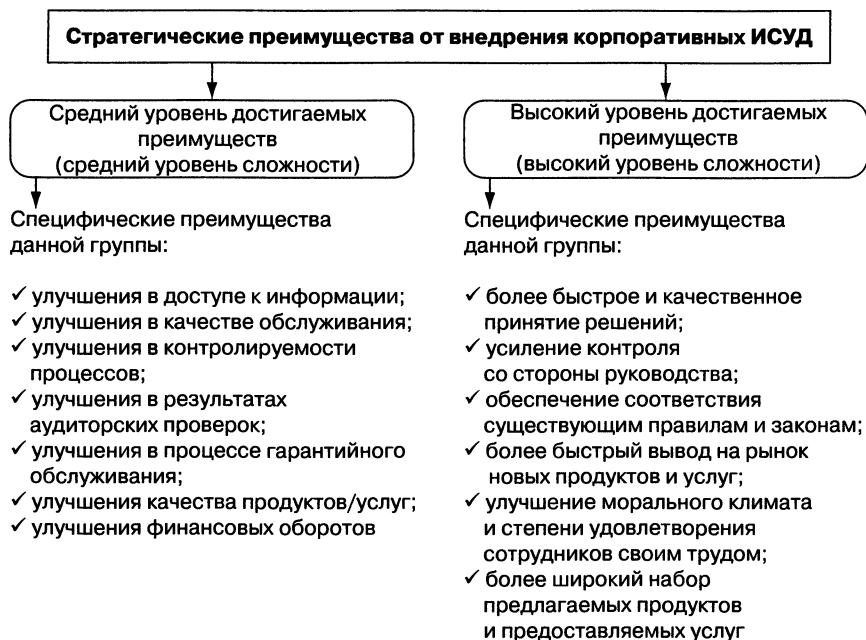 Стратегические преимущества от внедрения корпоративных ИСУД
Средний уровень достигаемых
преимуществ
(средний уровень сложности)
Специфические преимущества
данной группы:
✓ улучшения в доступе к информации;
✓ улучшения в качестве обслуживания;
✓ улучшения в контролируемости
процессов;
✓ улучшения в результатах
аудиторских проверок;
✓ улучшения в процессе гарантийного
обслуживания;
✓ улучшения качества продуктов/услуг;
✓ улучшения финансовых оборотов
Высокий уровень достигаемых
преимуществ
(высокий уровень сложности)
Специфические преимущества
данной группы:
✓ более быстрое и качественное
принятие решений;
✓ усиление контроля
со стороны руководства;
✓ обеспечение соответствия
существующим правилам и законам;
✓ более быстрый вывод на рынок
новых продуктов и услуг;
✓ улучшение морального климата
и степени удовлетворения
сотрудников своим трудом;
✓ более широкий набор
предлагаемых продуктов
и предоставляемых услуг